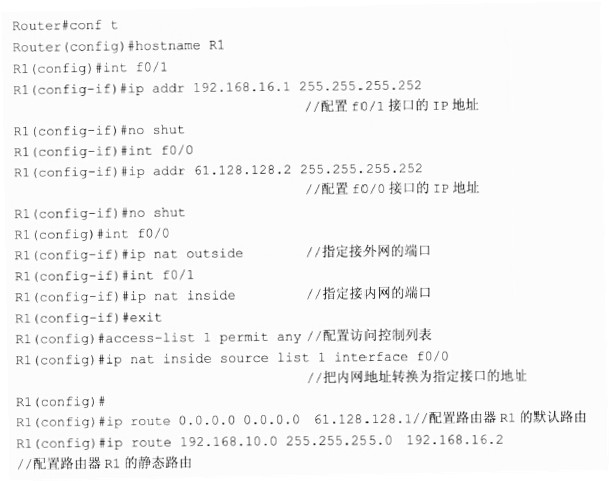 Router#conf t
Router(config)#hostname R1
R1(config)#int f0/1
R1(config-if)#ip addr 192.168.16.1 255.255.255.252
//配置 f0/1 接口的 IP 地址
R1(config-if)#no shut
R1(config-if)#int f0/0
R1(config-if)#ip addr 61.128.128.2 255.255.255.252
//配置 f0/0 接口的 IP 地址
R1(config-if)#no shut
R1(config)#int f0/0
R1(config-if)#ip nat outside //指定接外网的端口
R1(config-if)#int f0/1
R1(config-if)#ip nat inside //指定接内网的端口
R1(config-if)#exit
R1(config)#access-list 1 permit any //配置访问控制列表
R1(config)#ip nat inside source list 1 interface f0/0
//把内网地址转换为指定接口的地址
R1(config)#
R1(config)#ip route 0.0.0.0 0.0.0.0 61.128.128.1//配置路由器 R1 的默认路由
R1(config)#ip route 192.168.10.0 255.255.255.0 192.168.16.2
//配置路由器 R1 的静态路由